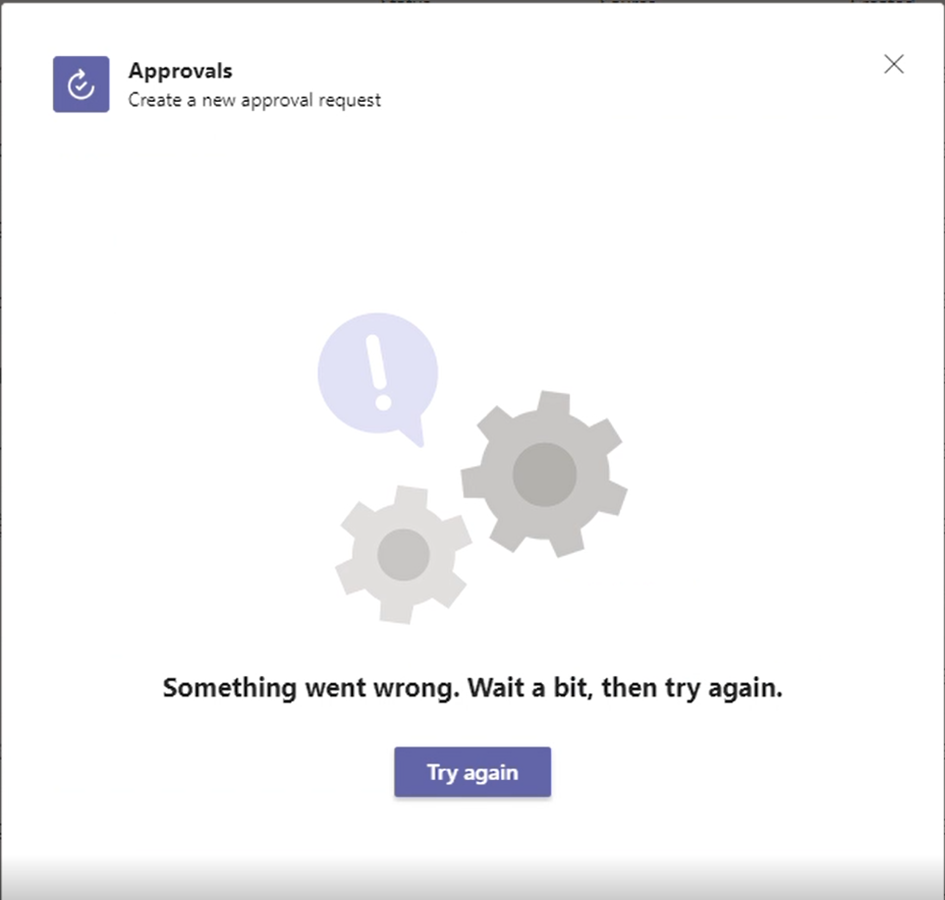 Approvals
Create a new approval request
Something went wrong. Wait a bit, then try again.
Try again